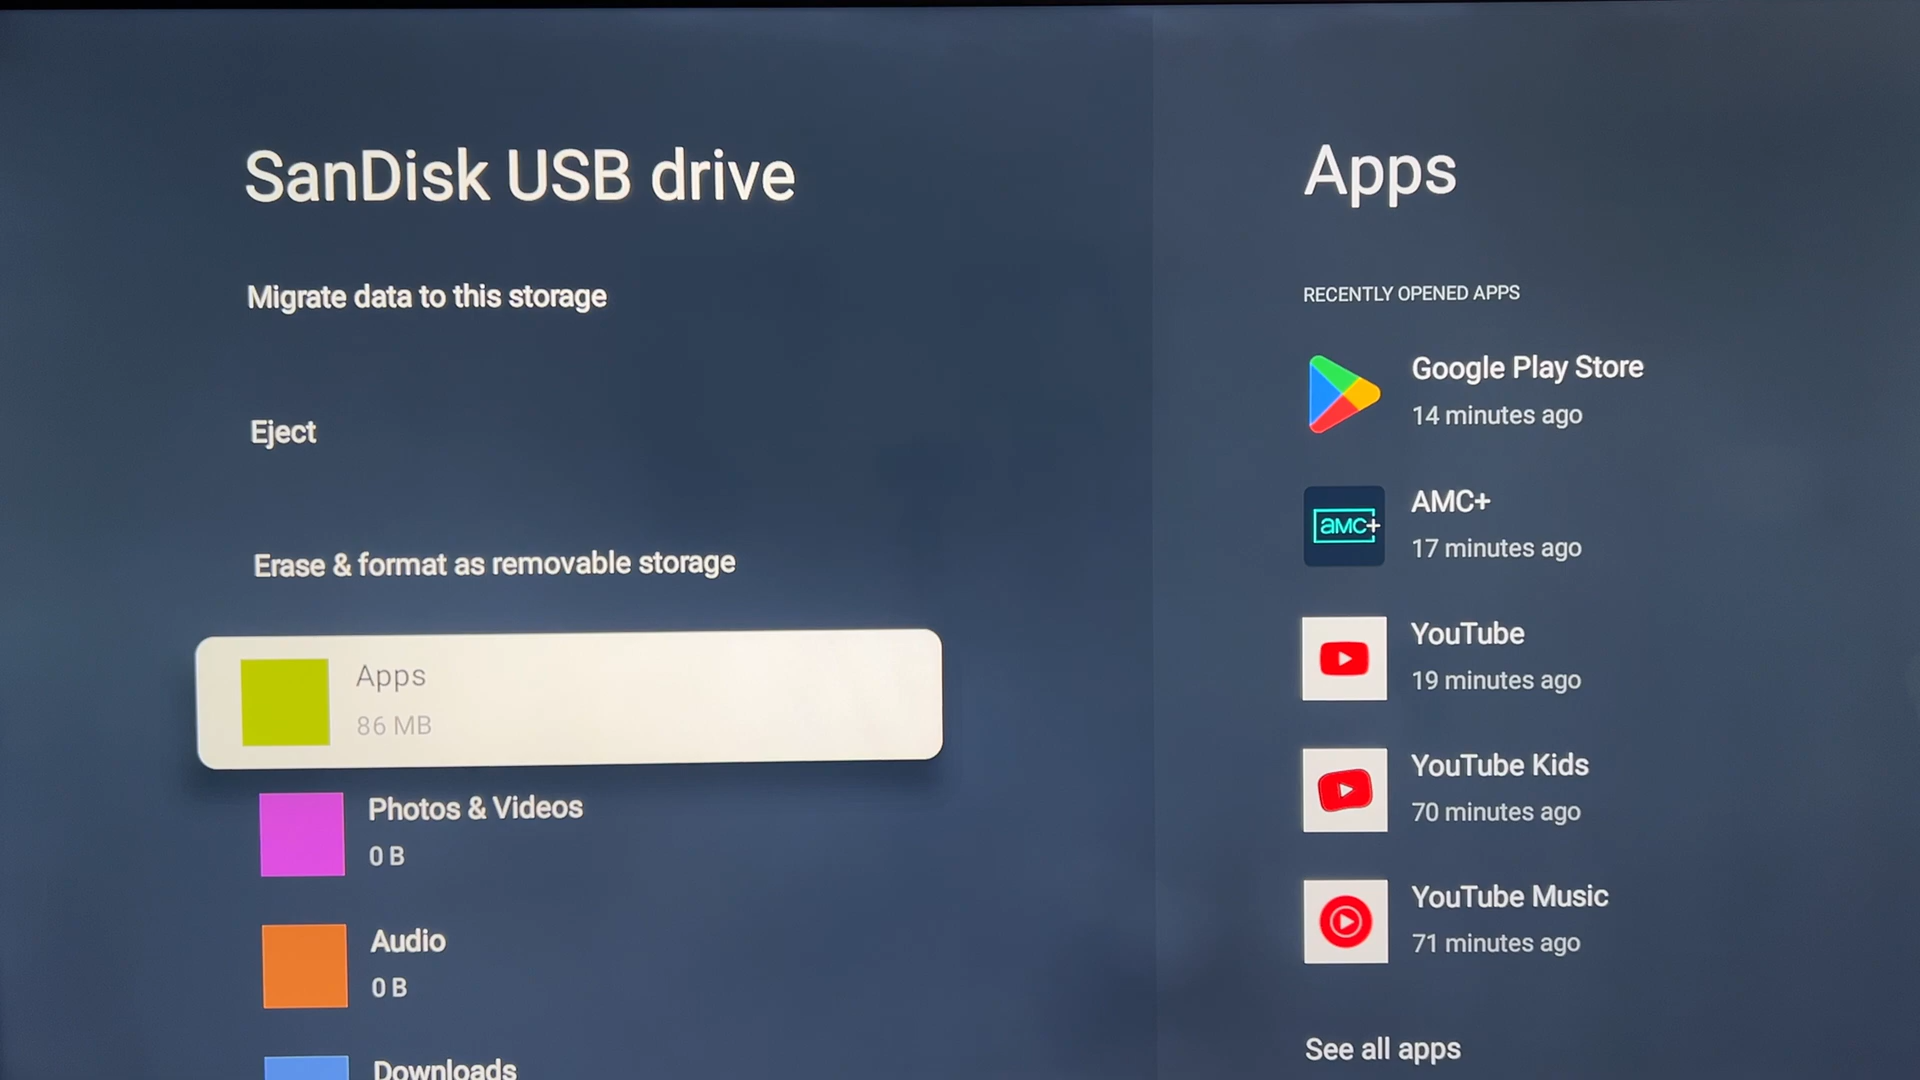 SanDisk USB drive
Migrate data to this storage
Eject
Erase & format as removable storage
Apps
86 MB
Photos & Videos
0 B
Audio
0 B
Downloads
Apps
RECENTLY OPENED APPS
Google Play Store
14 minutes ago
aMC+
AMC+
17 minutes ago
YouTube
19 minutes ago
YouTube Kids
70 minutes ago
YouTube Music
71 minutes ago
See all apps